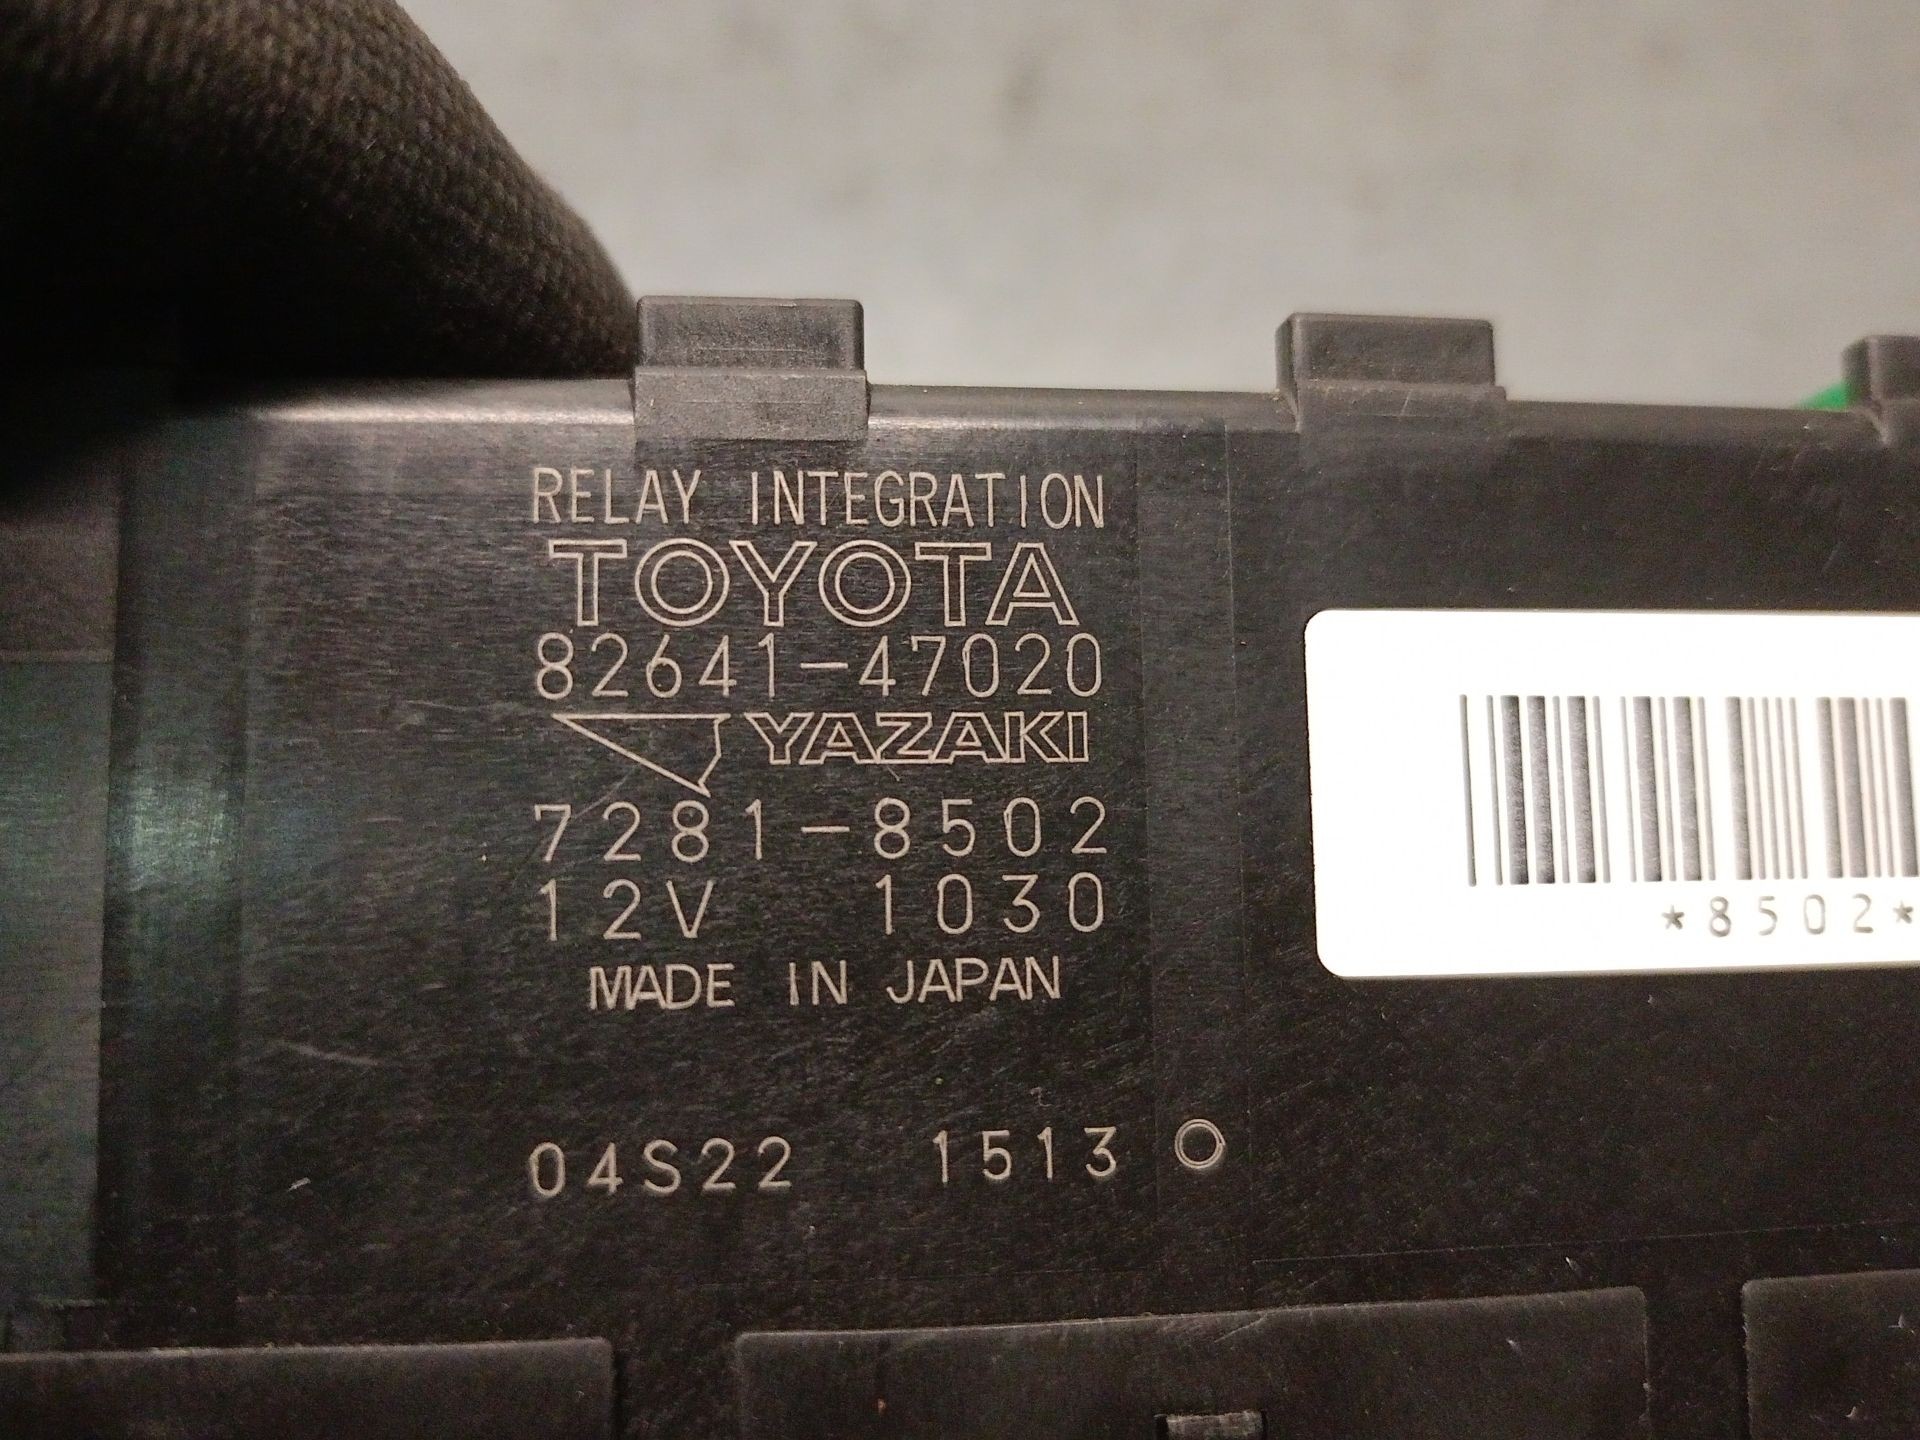 RELAY INTEGRATION
TOYOTA
82641-47020
YAZAKI
7281-8502
12V 1030
MADE IN JAPAN
04S22 1513
*8502*